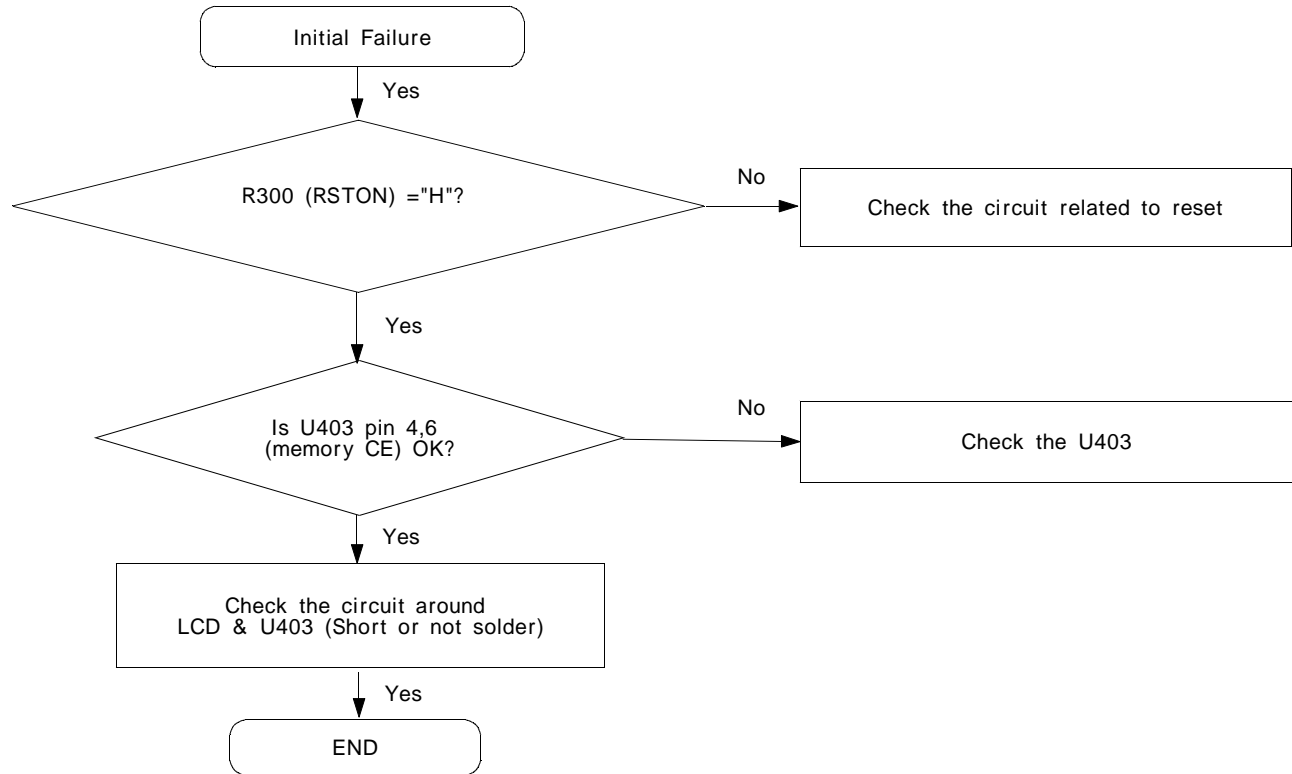 Initial Failure
Yes
R300 (RSTON) ="H"?
No
Check the circuit related to reset
Yes
Is U403 pin 4,6
(memory CE) OK?
No
Check the U403
Yes
Check the circuit around
LCD & U403 (Short or not solder)
Yes
END